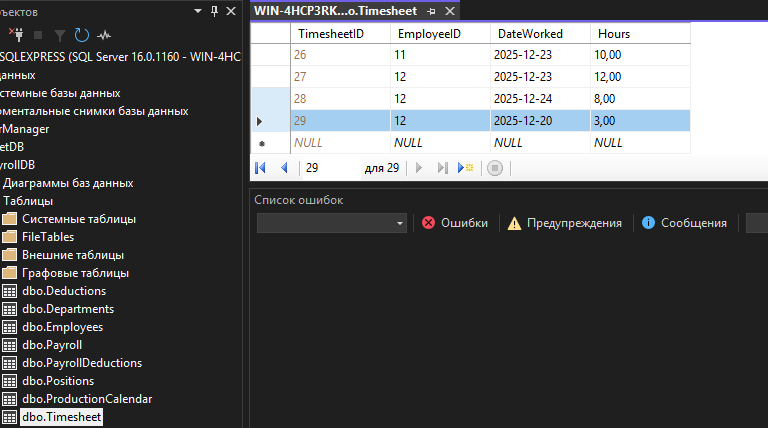 ъектов
WIN-4HCP3RK...o.Timesheet
SQLEXPRESS (SQL Server 16.0.1160 - WIN-4HC
данных
стемные базы данных
оментальные снимки базы данных
erManager
etDB
yrollDB
Диаграммы баз данных
Таблицы
Системные таблицы
FileTables
Внешние таблицы
Графовые таблицы
dbo.Deductions
dbo.Departments
dbo.Employees
dbo.Payroll
dbo.PayrollDeductions
dbo.Positions
dbo.ProductionCalendar
dbo.Timesheet
TimesheetID EmployeeID DateWorked Hours
26 11 2025-12-23 10,00
27 12 2025-12-23 12,00
28 12 2025-12-24 8,00
29 12 2025-12-20 3,00
NULL NULL NULL NULL
29 для 29
Список ошибок
Ошибки Предупреждения Сообщения